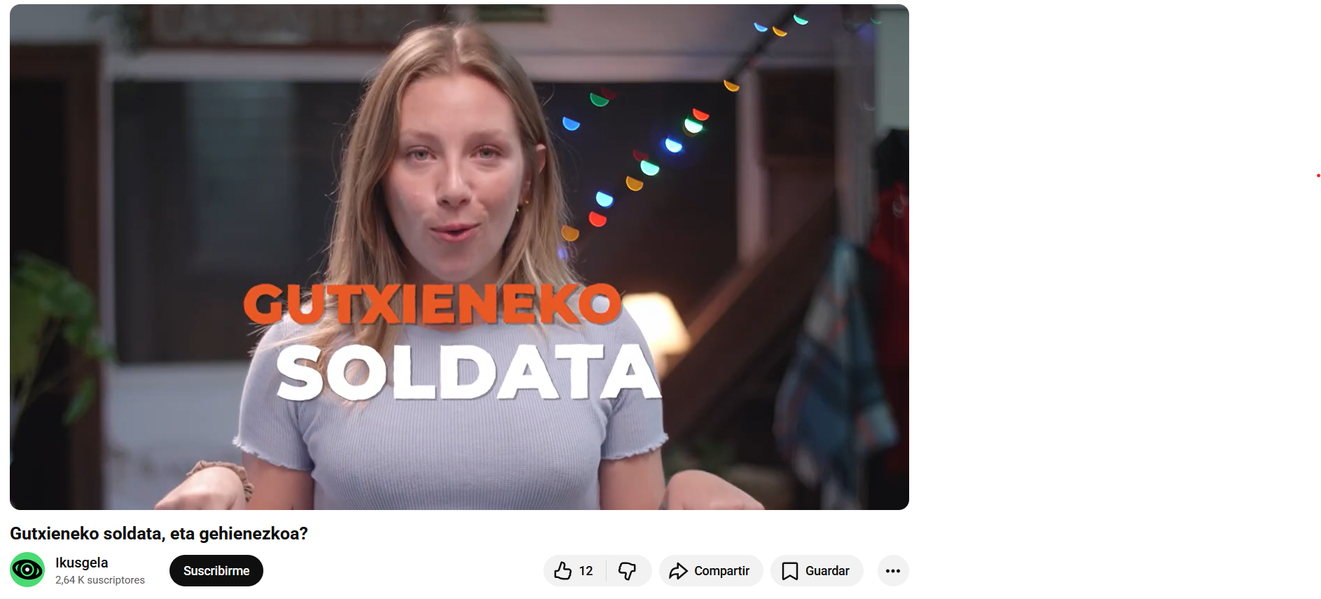 GUTXIENEKO
SOLDATA
Gutxieneko soldata, eta gehienezkoa?
Ikusgela
2,64 K suscriptores
Suscribirme
12
Compartir
Guardar